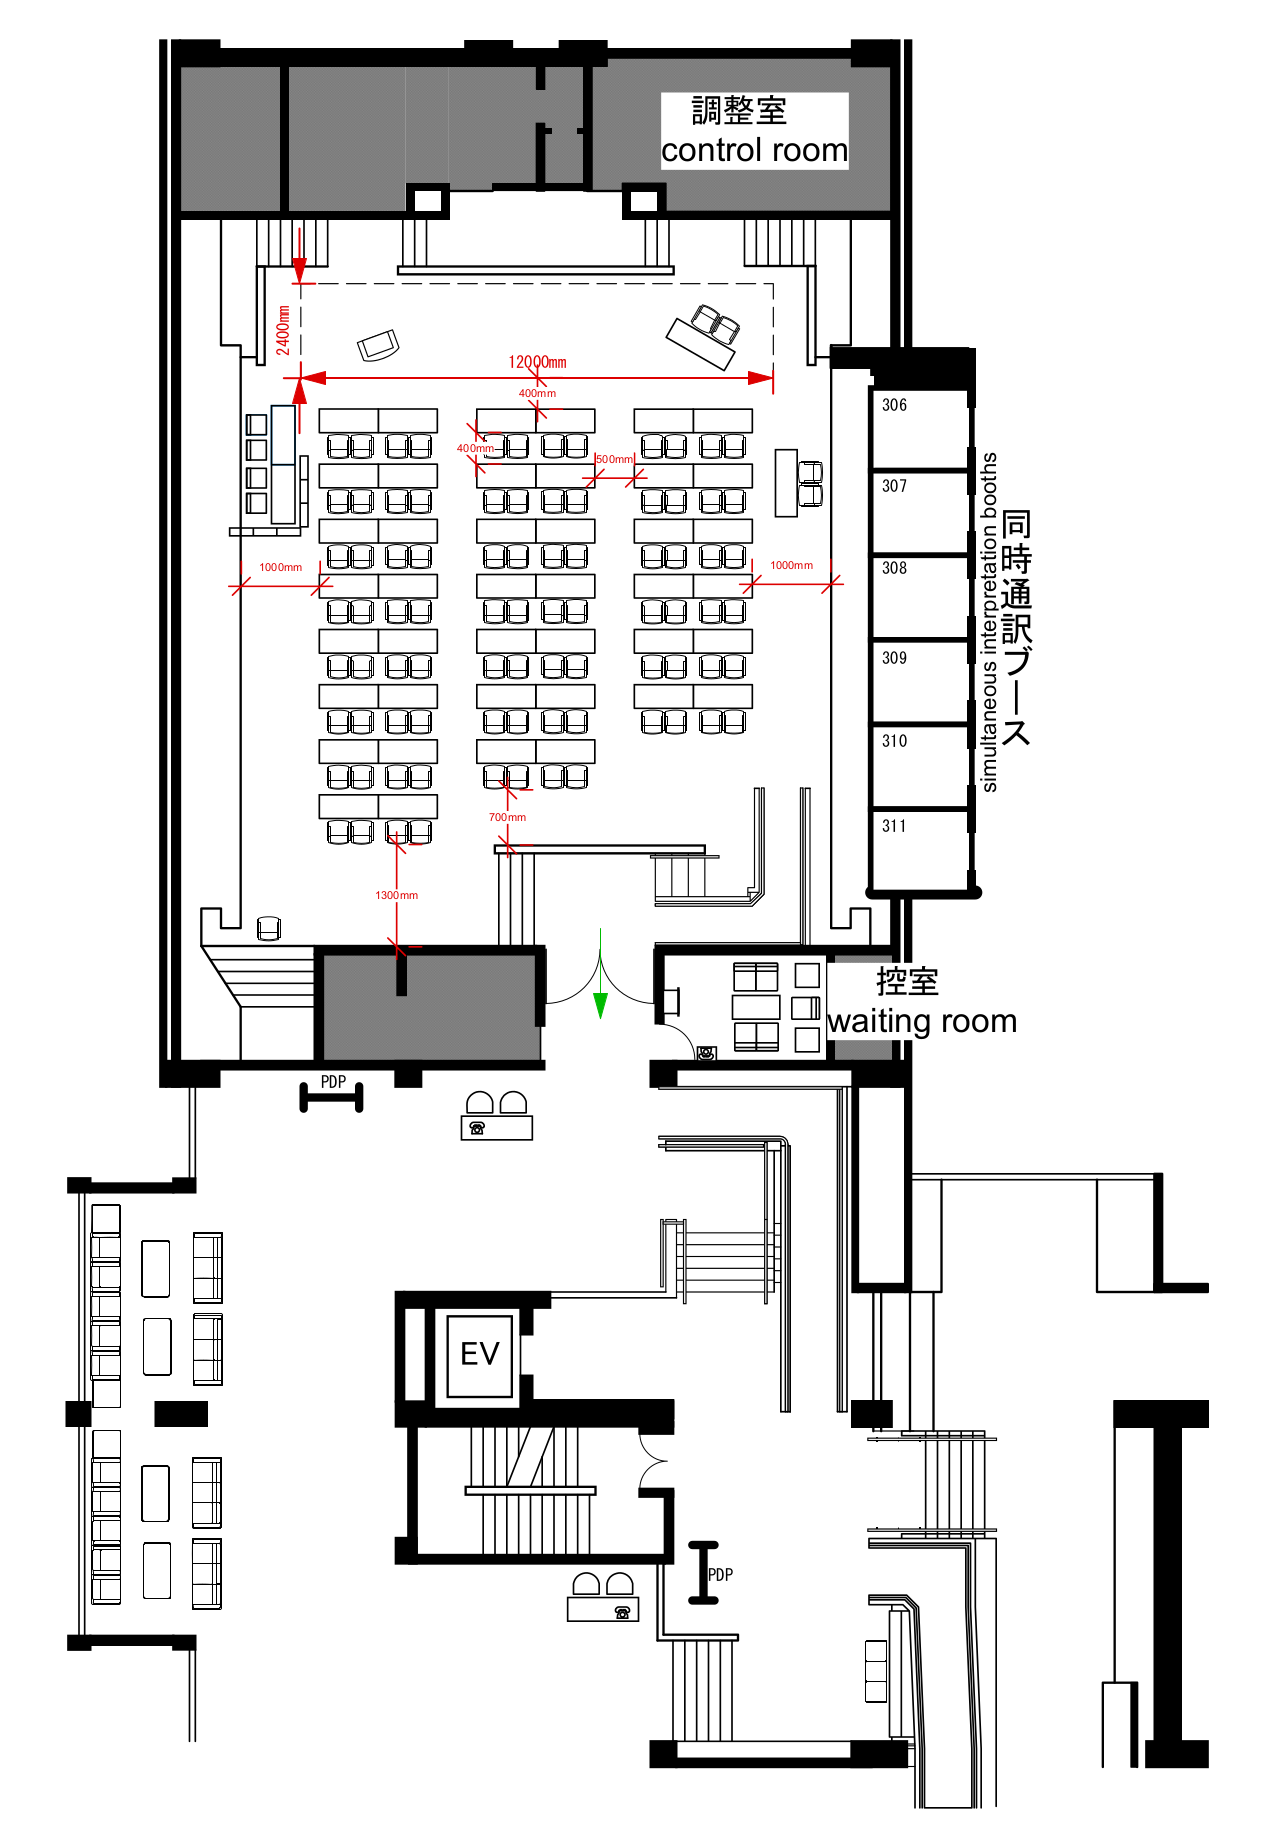 調整室
control room
2400mm
12000mm
400mm
400mm
500mm
1000mm
1000mm
306
307
308
309
310
311
同時通訳ブース
simultaneous interpretation booths
700mm
1300mm
控室
waiting room
PDP
EV
PDP